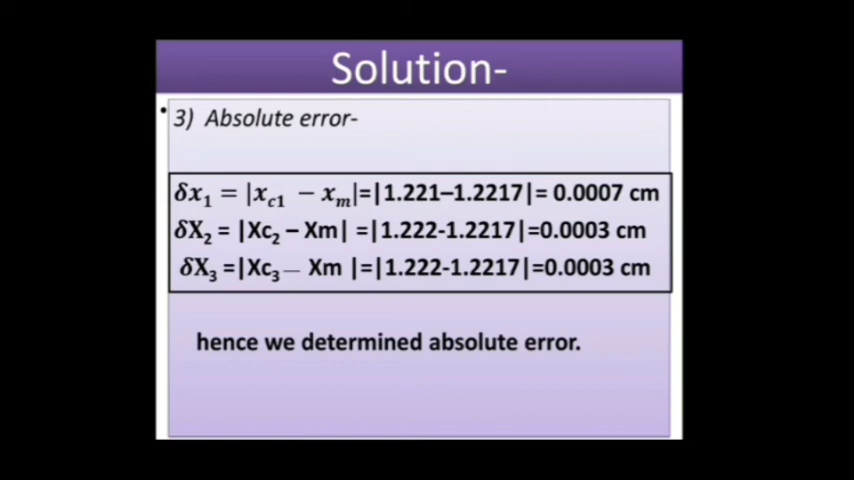 Solution-
• 3) Absolute error-
δx₁ = |x_c1 − x_m|=|1.221–1.2217|= 0.0007 cm
δX₂ = |Xc₂ – Xm| =|1.222-1.2217|=0.0003 cm
δX₃ =|Xc₃ — Xm |=|1.222-1.2217|=0.0003 cm
hence we determined absolute error.